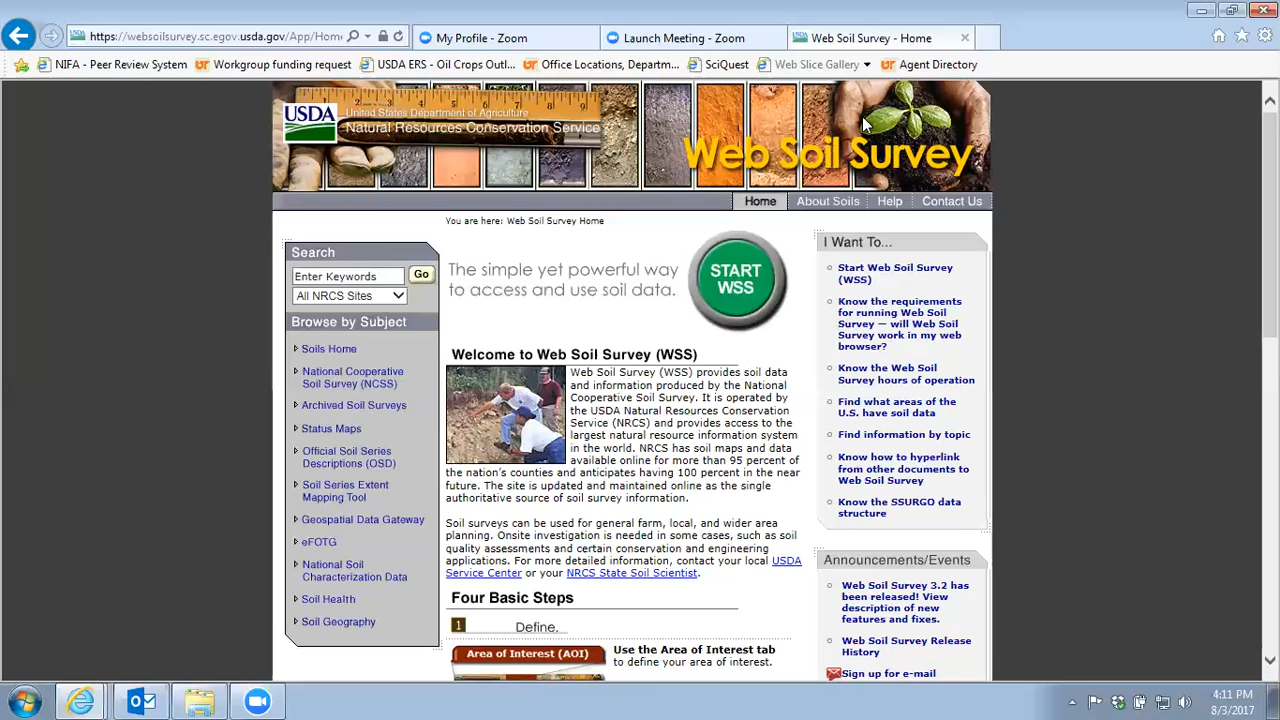 https://websoilsurvey.sc.egov.usda.gov/App/Hom
My Profile - Zoom
Launch Meeting - Zoom
Web Soil Survey - Home
NIFA - Peer Review System
Workgroup funding request
USDA ERS - Oil Crops Outl...
Office Locations, Departm...
SciQuest
Web Slice Gallery
Agent Directory
USDA
United States Department of Agriculture
Natural Resources Conservation Service
Web Soil Survey
Home
About Soils
Help
Contact Us
You are here: Web Soil Survey Home
Search
Enter Keywords
Go
All NRCS Sites
Browse by Subject
Soils Home
National Cooperative
Soil Survey (NCSS)
Archived Soil Surveys
Status Maps
Official Soil Series
Descriptions (OSD)
Soil Series Extent
Mapping Tool
Geospatial Data Gateway
eFOTG
National Soil
Characterization Data
Soil Health
Soil Geography
The simple yet powerful way
to access and use soil data.
START
WSS
Welcome to Web Soil Survey (WSS)
Web Soil Survey (WSS) provides soil data
and information produced by the National
Cooperative Soil Survey. It is operated by
the USDA Natural Resources Conservation
Service (NRCS) and provides access to the
largest natural resource information system
in the world. NRCS has soil maps and data
available online for more than 95 percent of
the nation's counties and anticipates having 100 percent in the near
future. The site is updated and maintained online as the single
authoritative source of soil survey information.
Soil surveys can be used for general farm, local, and wider area
planning. Onsite investigation is needed in some cases, such as soil
quality assessments and certain conservation and engineering
applications. For more detailed information, contact your local USDA
Service Center or your NRCS State Soil Scientist.
Four Basic Steps
1 Define.
Area of Interest (AOI)
Use the Area of Interest tab
to define your area of interest.
I Want To...
Start Web Soil Survey
(WSS)
Know the requirements
for running Web Soil
Survey — will Web Soil
Survey work in my web
browser?
Know the Web Soil
Survey hours of operation
Find what areas of the
U.S. have soil data
Find information by topic
Know how to hyperlink
from other documents to
Web Soil Survey
Know the SSURGO data
structure
Announcements/Events
Web Soil Survey 3.2 has
been released! View
description of new
features and fixes.
Web Soil Survey Release
History
Sign up for e-mail
4:11 PM
8/3/2017